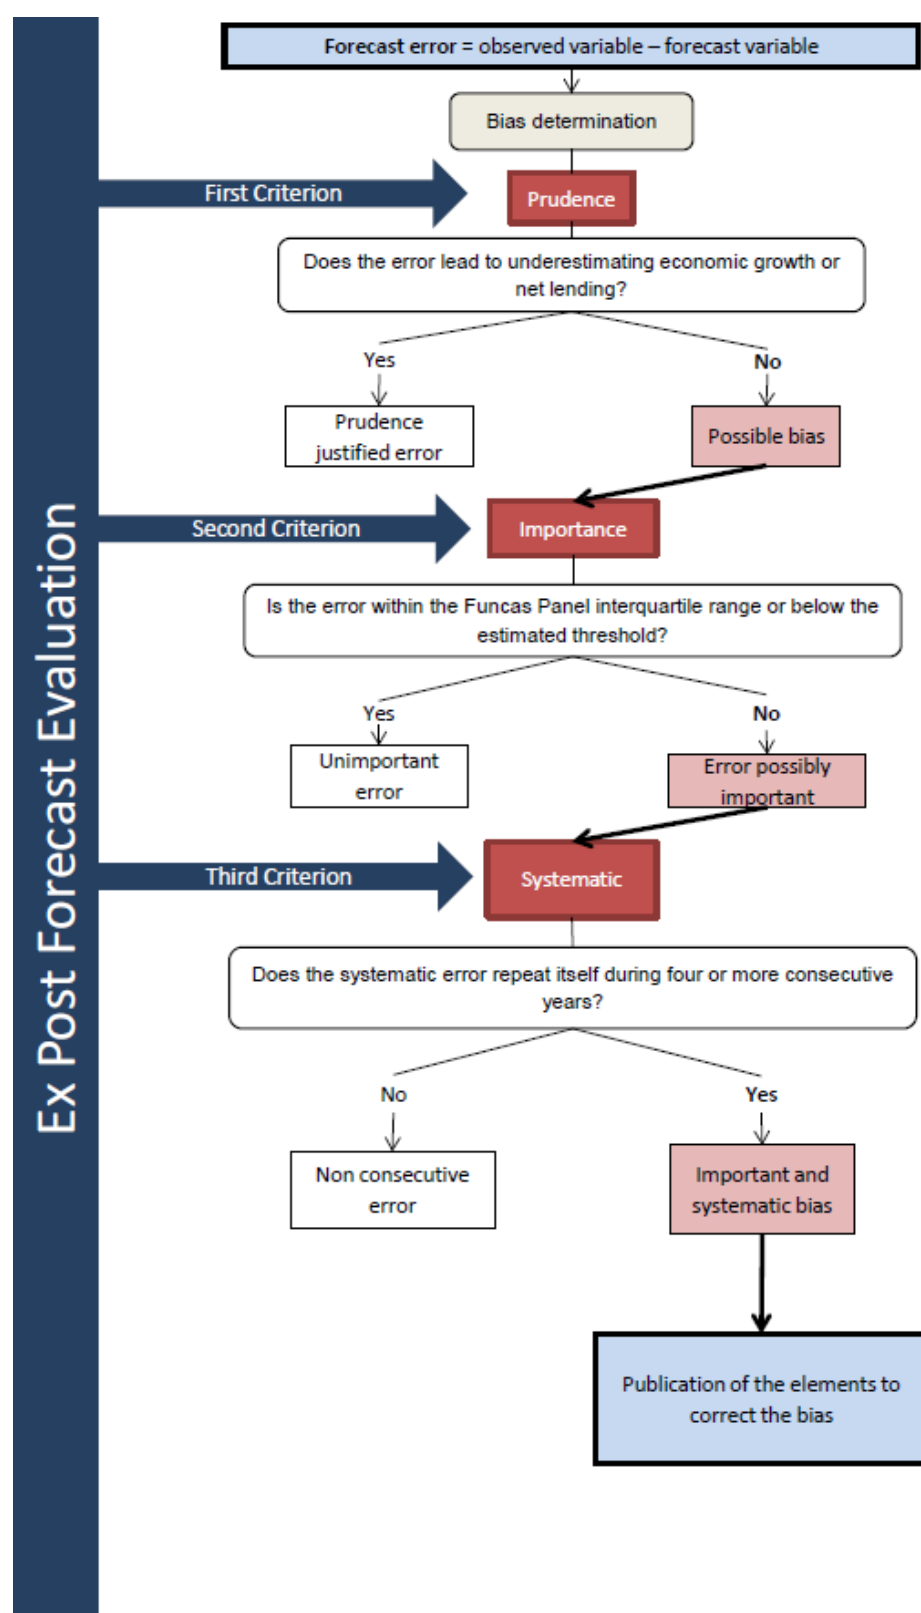 Ex Post Forecast Evaluation
Forecast error = observed variable – forecast variable
Bias determination
First Criterion
Prudence
Does the error lead to underestimating economic growth or
net lending?
Yes
No
Prudence
justified error
Possible bias
Second Criterion
Importance
Is the error within the Funcas Panel interquartile range or below the
estimated threshold?
Yes
No
Unimportant
error
Error possibly
important
Third Criterion
Systematic
Does the systematic error repeat itself during four or more consecutive
years?
No
Yes
Non consecutive
error
Important and
systematic bias
Publication of the elements to
correct the bias